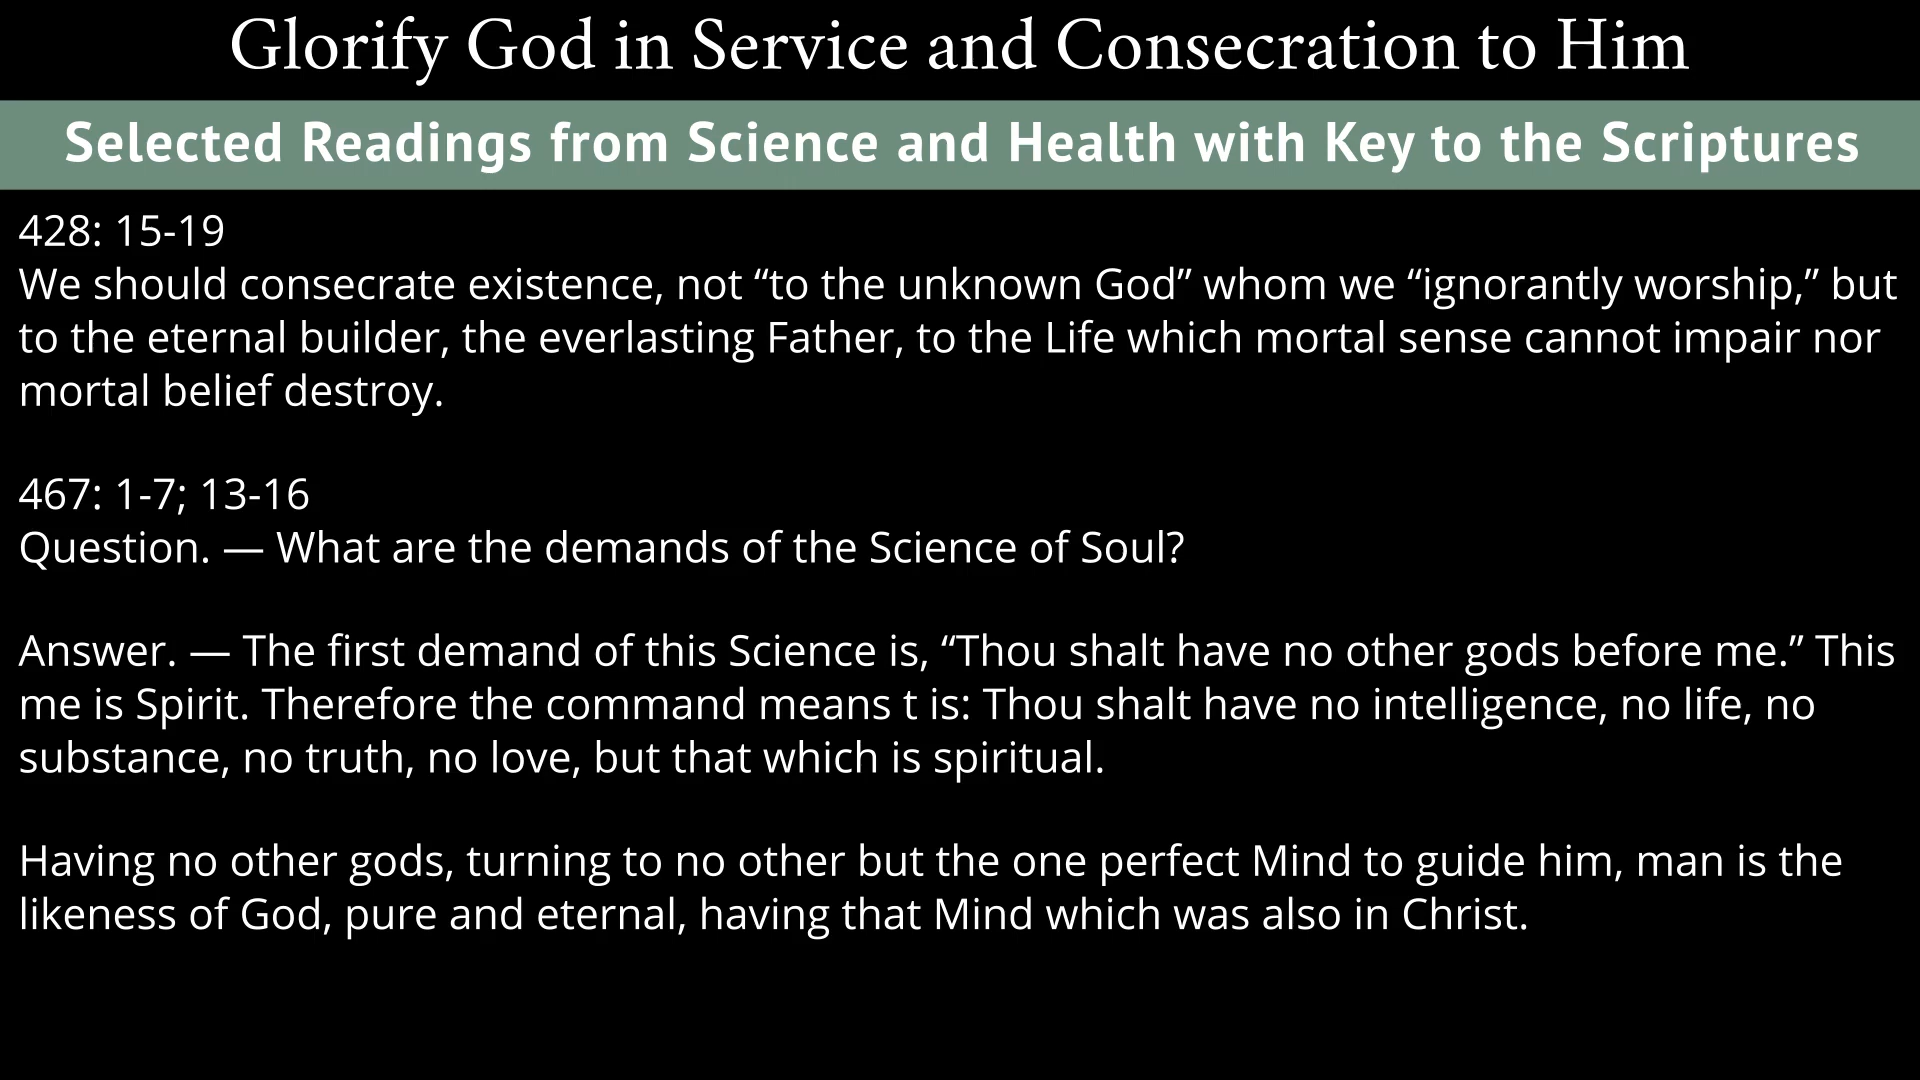 Glorify God in Service and Consecration to Him
Selected Readings from Science and Health with Key to the Scriptures
428: 15-19
We should consecrate existence, not “to the unknown God” whom we “ignorantly worship,” but
to the eternal builder, the everlasting Father, to the Life which mortal sense cannot impair nor
mortal belief destroy.
467: 1-7; 13-16
Question. — What are the demands of the Science of Soul?
Answer. — The first demand of this Science is, “Thou shalt have no other gods before me.” This
me is Spirit. Therefore the command means t is: Thou shalt have no intelligence, no life, no
substance, no truth, no love, but that which is spiritual.
Having no other gods, turning to no other but the one perfect Mind to guide him, man is the
likeness of God, pure and eternal, having that Mind which was also in Christ.